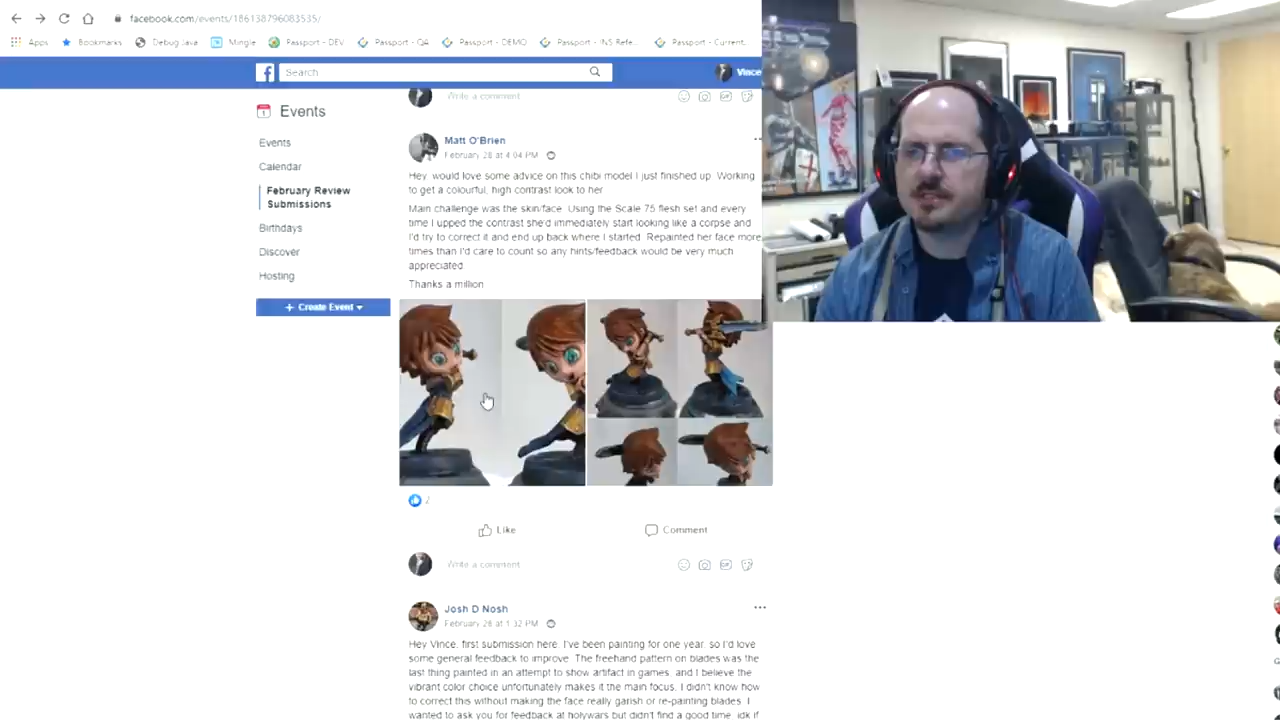 facebook.com/events/186138796083535/
Apps Bookmarks Debug Java Mingle Passport - DEV Passport - QA Passport - DEMO Passport - INS Refe... Passport - Current...
Search
Vince
Events
Events
Calendar
February Review
Submissions
Birthdays
Discover
Hosting
+ Create Event
Write a comment
Matt O'Brien
February 28 at 4:04 PM
Hey, would love some advice on this chibi model I just finished up. Working
to get a colourful, high contrast look to her
Main challenge was the skin/face. Using the Scale 75 flesh set and every
time I upped the contrast she'd immediately start looking like a corpse and
I'd try to correct it and end up back where I started. Repainted her face more
times than I'd care to count so any hints/feedback would be very much
appreciated
Thanks a million
7
Like Comment
Write a comment
Josh D Nosh
February 28 at 1:32 PM
Hey Vince, first submission here. I've been painting for one year, so I'd love
some general feedback to improve. The freehand pattern on blades was the
last thing painted in an attempt to show artifact in games, and I believe the
vibrant color choice unfortunately makes it the main focus. I didn't know how
to correct this without making the face really garish or re-painting blades. I
wanted to ask you for feedback at holywars but didn't find a good time. idk if